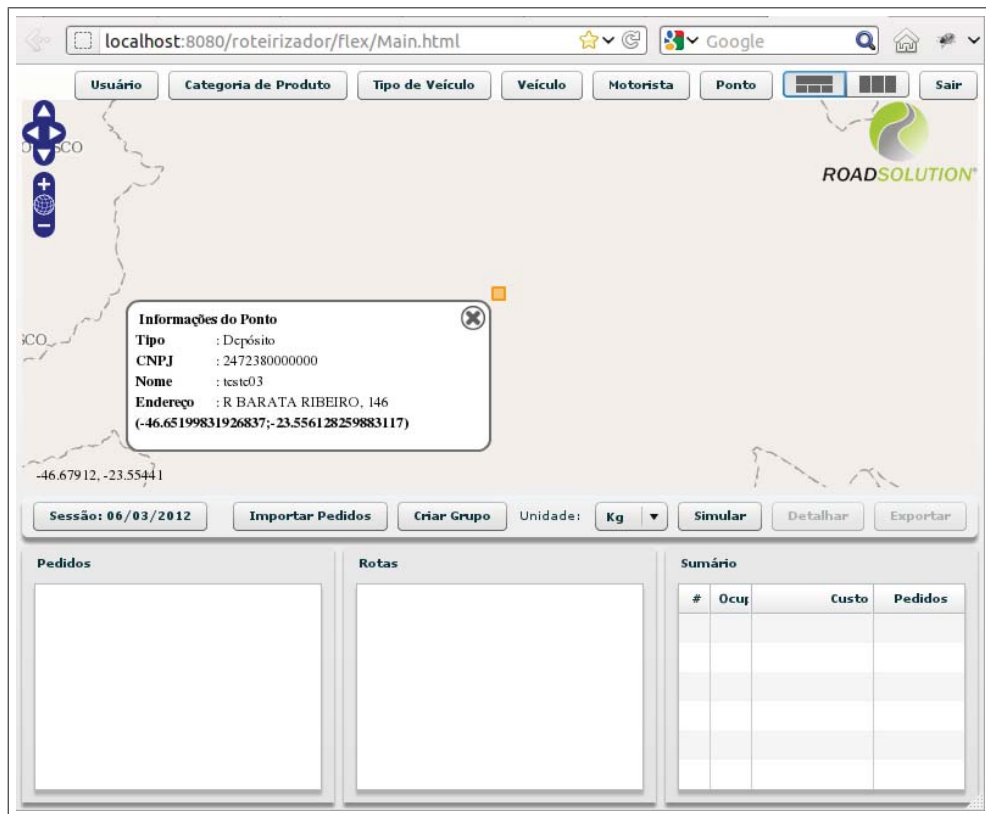 localhost:8080/roteirizador/flex/Main.html
Google
Usuário
Categoria de Produto
Tipo de Veículo
Veículo
Motorista
Ponto
Sair
ROADSOLUTION
Informações do Ponto
Tipo : Depósito
CNPJ : 2472380000000
Nome : teste03
Endereço : R BARATA RIBEIRO, 146
(-46.65199831926837;-23.556128259883117)
-46.67912, -23.55441
Sessão: 06/03/2012
Importar Pedidos
Criar Grupo
Unidade:
Kg
Simular
Detalhar
Exportar
Pedidos
Rotas
Sumário
# Ocup Custo Pedidos